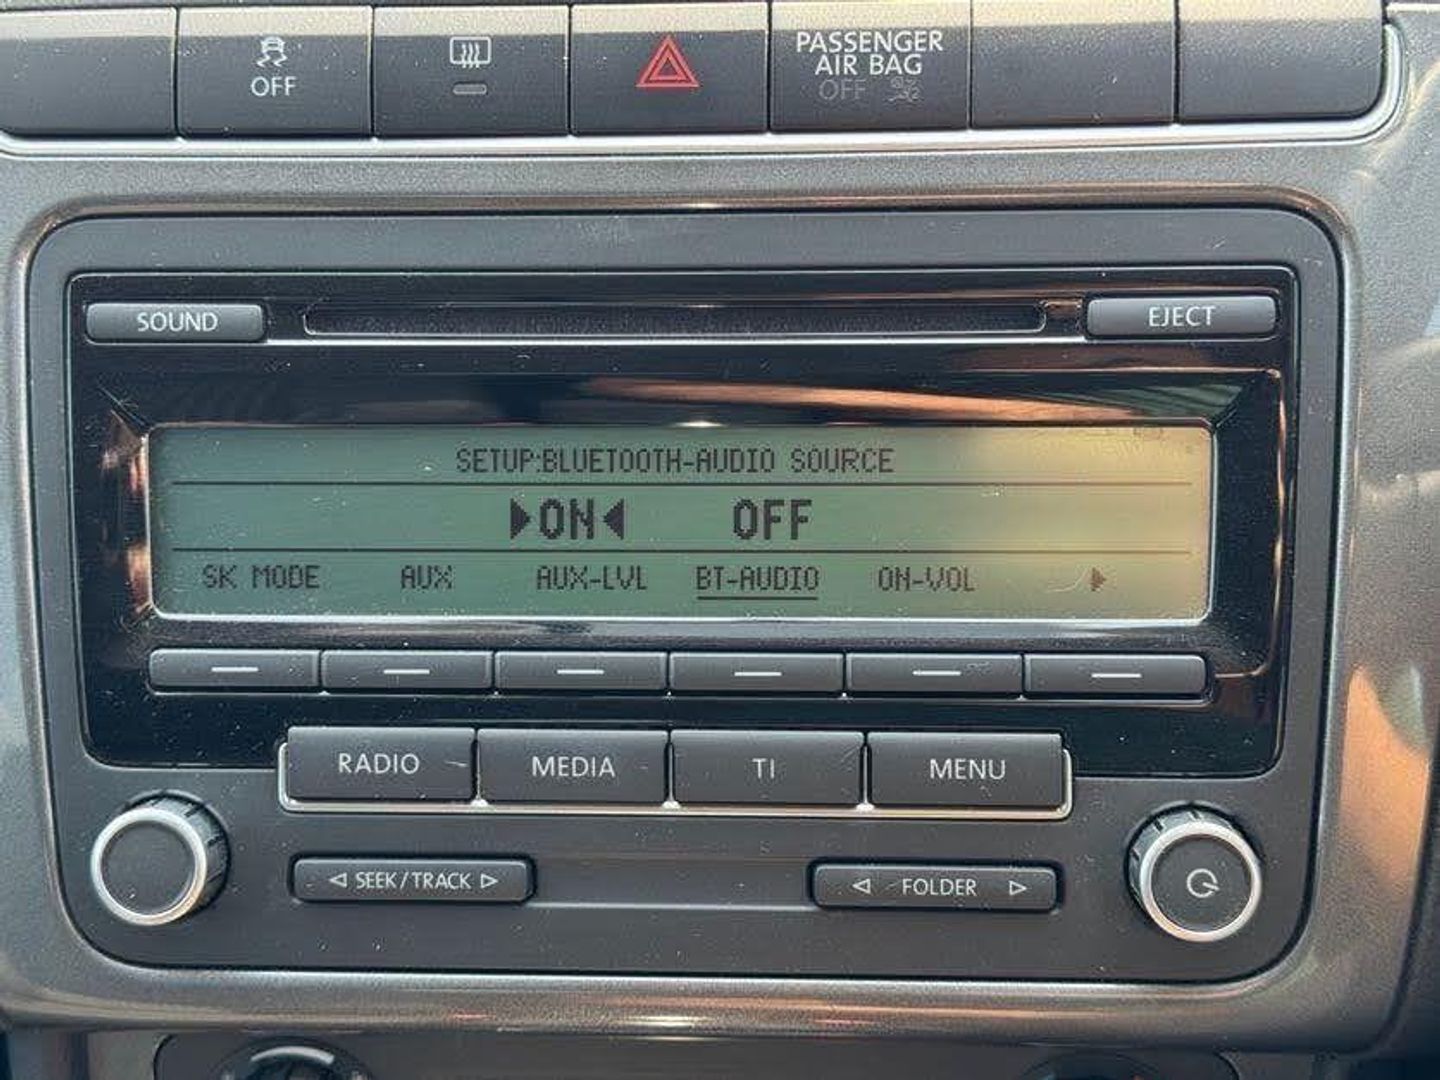 OFF
PASSENGER
AIR BAG
OFF
SOUND
EJECT
SETUP:BLUETOOTH-AUDIO SOURCE
ON OFF
SK MODE AUX AUX-LVL BT-AUDIO ON-VOL
RADIO MEDIA TI MENU
SEEK/TRACK FOLDER